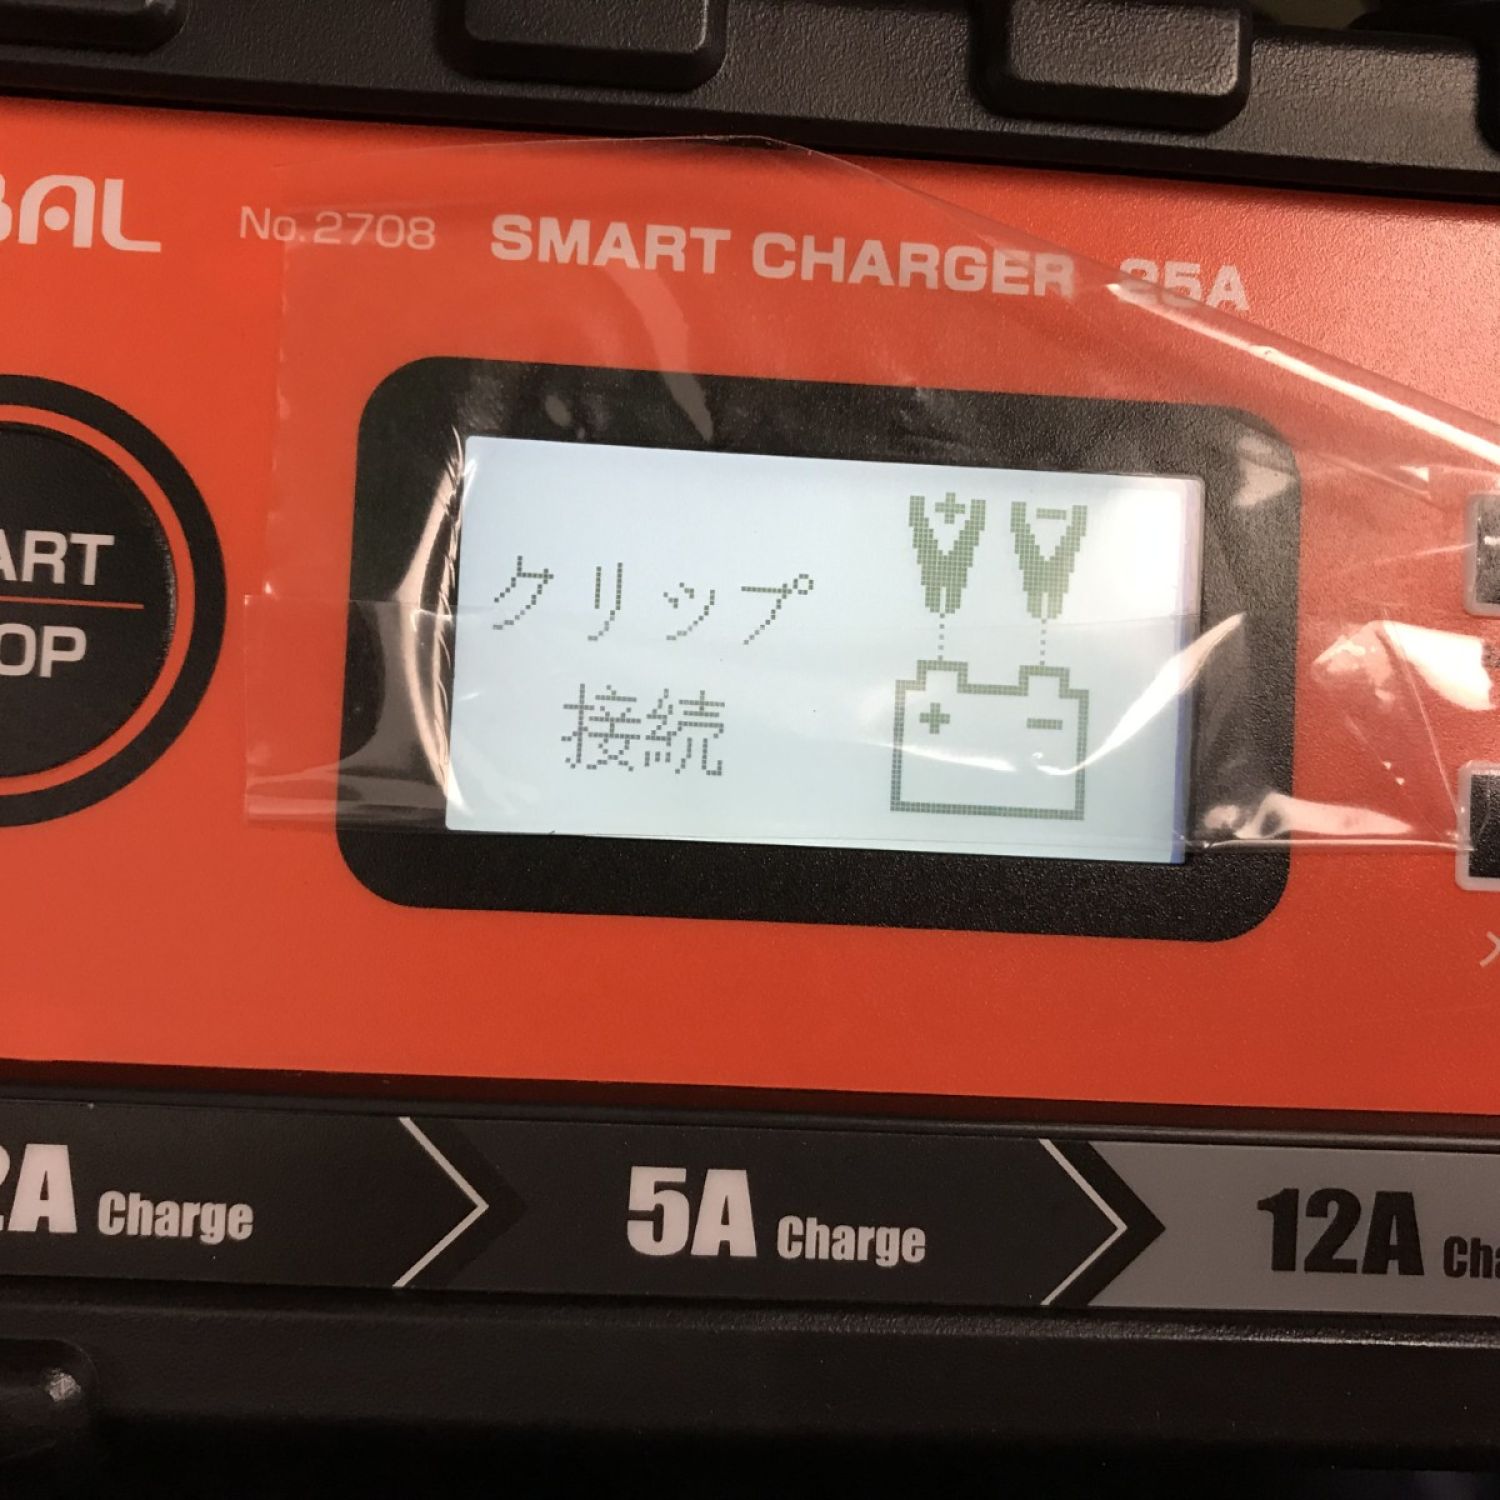 BAL No.2708 SMART CHARGER 25A
ART
OP
クリップ
接続
+ -
+ -
2A Charge 5A Charge 12A Cha